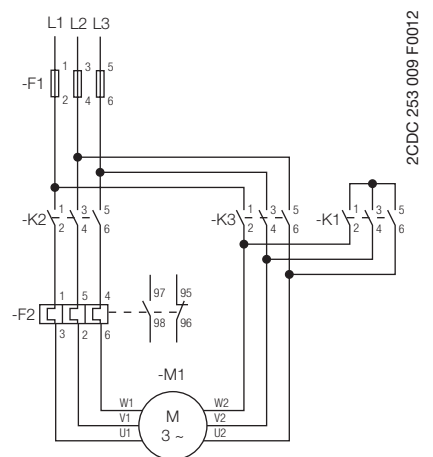 L1 L2 L3
2CDC 253 009 F0012
-F1 1 3 5
2 4 6
-K2 1 3 5
2 4 6
-K3 1 3 5
2 4 6
-K1 1 3 5
2 4 6
-F2 1 5 4
3 2 6
97 95
98 96
-M1
W1 W2
V1 M V2
3 ~
U1 U2